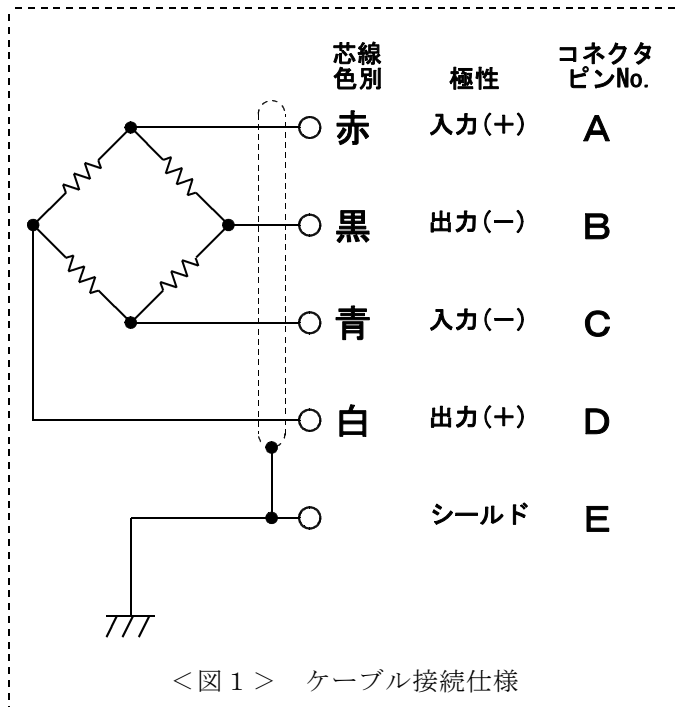 芯線
色別 極性 コネクタ
ピンNo.
赤 入力(+) A
黒 出力(−) B
青 入力(−) C
白 出力(+) D
シールド E
<図1> ケーブル接続仕様